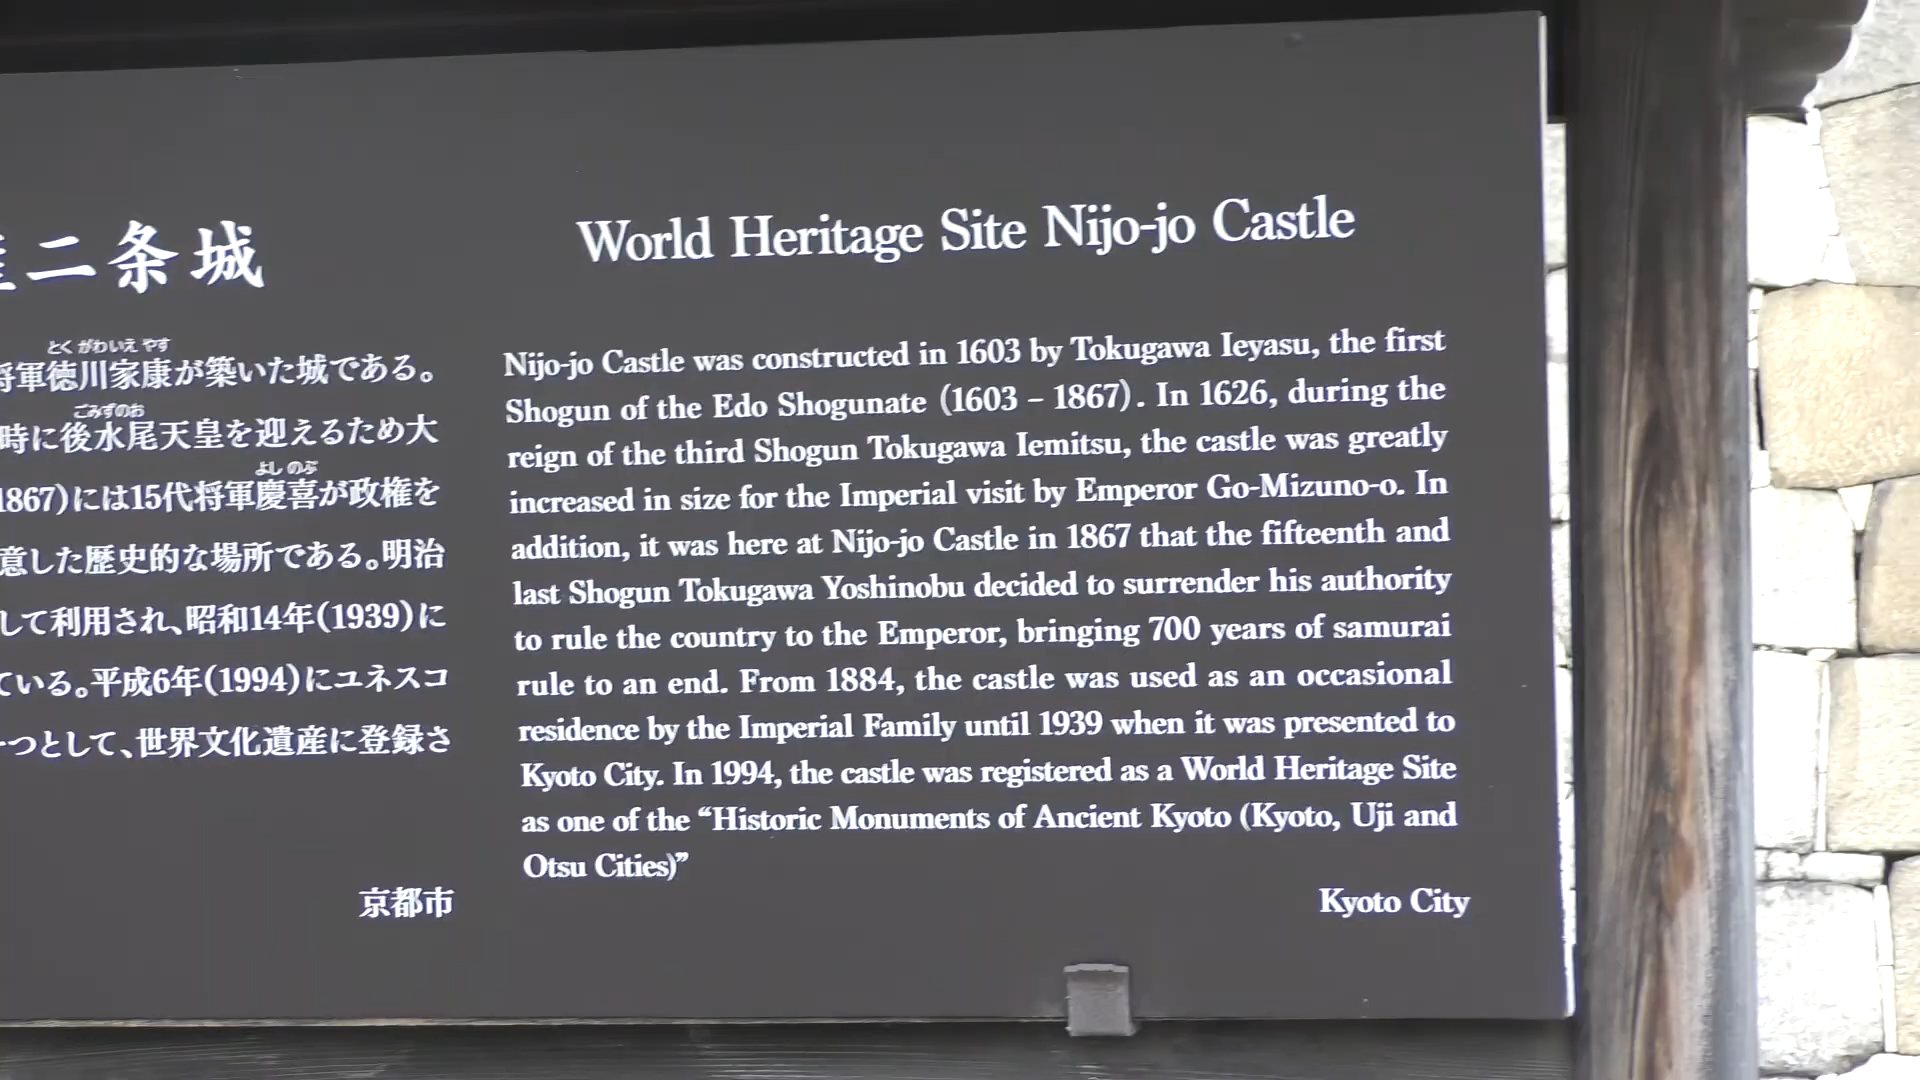 二条城
とくがわいえやす
将軍徳川家康が築いた城である。
ごみずのお
時に後水尾天皇を迎えるため大
よしのぶ
1867)には15代将軍慶喜が政権を
意した歴史的な場所である。明治
して利用され、昭和14年(1939)に
ている。平成6年(1994)にユネスコ
一つとして、世界文化遺産に登録さ
京都市
World Heritage Site Nijo-jo Castle
Nijo-jo Castle was constructed in 1603 by Tokugawa Ieyasu, the first
Shogun of the Edo Shogunate (1603 – 1867). In 1626, during the
reign of the third Shogun Tokugawa Iemitsu, the castle was greatly
increased in size for the Imperial visit by Emperor Go-Mizuno-o. In
addition, it was here at Nijo-jo Castle in 1867 that the fifteenth and
last Shogun Tokugawa Yoshinobu decided to surrender his authority
to rule the country to the Emperor, bringing 700 years of samurai
rule to an end. From 1884, the castle was used as an occasional
residence by the Imperial Family until 1939 when it was presented to
Kyoto City. In 1994, the castle was registered as a World Heritage Site
as one of the “Historic Monuments of Ancient Kyoto (Kyoto, Uji and
Otsu Cities)”
Kyoto City